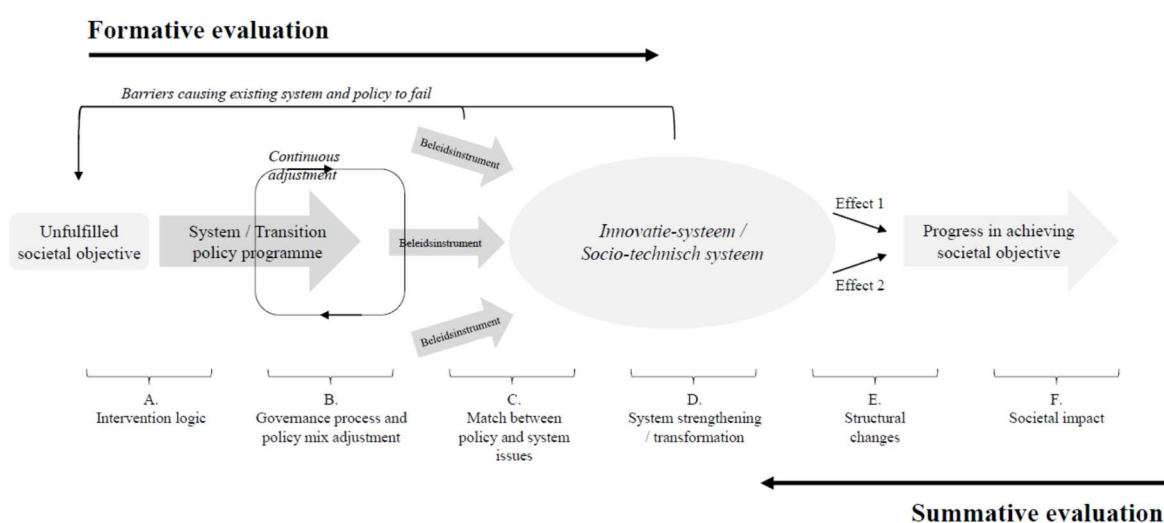 Formative evaluation
Barriers causing existing system and policy to fail
Beleidsinstrument
Continuous
adjustment
Unfulfilled
societal objective
System / Transition
policy programme
Beleidsinstrument
Innovatie-systeem /
Socio-technisch systeem
Effect 1
Effect 2
Progress in achieving
societal objective
Beleidsinstrument
A.
Intervention logic
B.
Governance process and
policy mix adjustment
C.
Match between
policy and system
issues
D.
System strengthening
/ transformation
E.
Structural
changes
F.
Societal impact
Summative evaluation